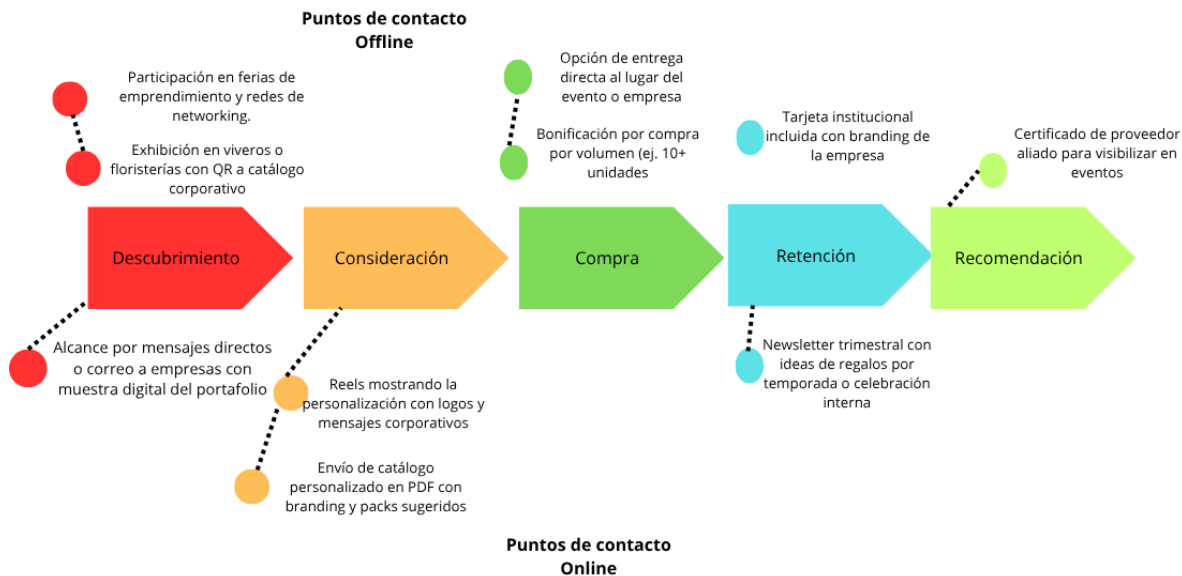 Puntos de contacto
Offline
Participación en ferias de
emprendimiento y redes de
networking.
Exhibición en viveros o
floristerías con QR a catálogo
corporativo
Opción de entrega
directa al lugar del
evento o empresa
Bonificación por compra
por volumen (ej. 10+
unidades
Tarjeta institucional
incluida con branding de
la empresa
Certificado de proveedor
aliado para visibilizar en
eventos
Descubrimiento
Consideración
Compra
Retención
Recomendación
Alcance por mensajes directos
o correo a empresas con
muestra digital del portafolio
Reels mostrando la
personalización con logos y
mensajes corporativos
Envío de catálogo
personalizado en PDF con
branding y packs sugeridos
Newsletter trimestral con
ideas de regalos por
temporada o celebración
interna
Puntos de contacto
Online